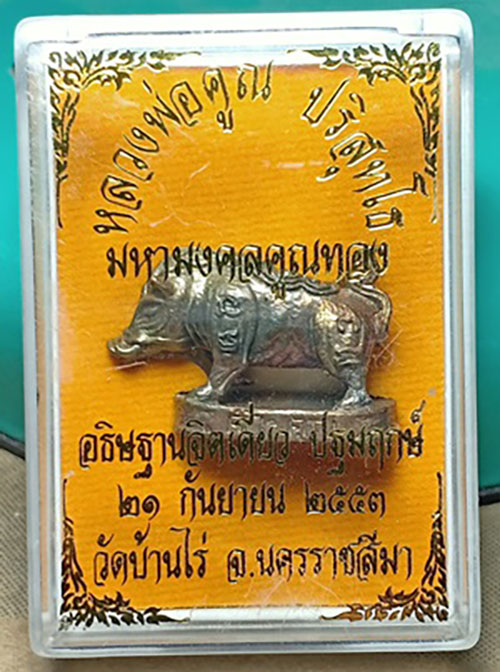 หลวงพ่อคูณ ปริสุทฺโธ
มหามงคลคูณทอง
อธิษฐานจิตเดี่ยว ปฐมฤกษ์
๒๑ กันยายน ๒๕๕๓
วัดบ้านไร่ จ.นครราชสีมา